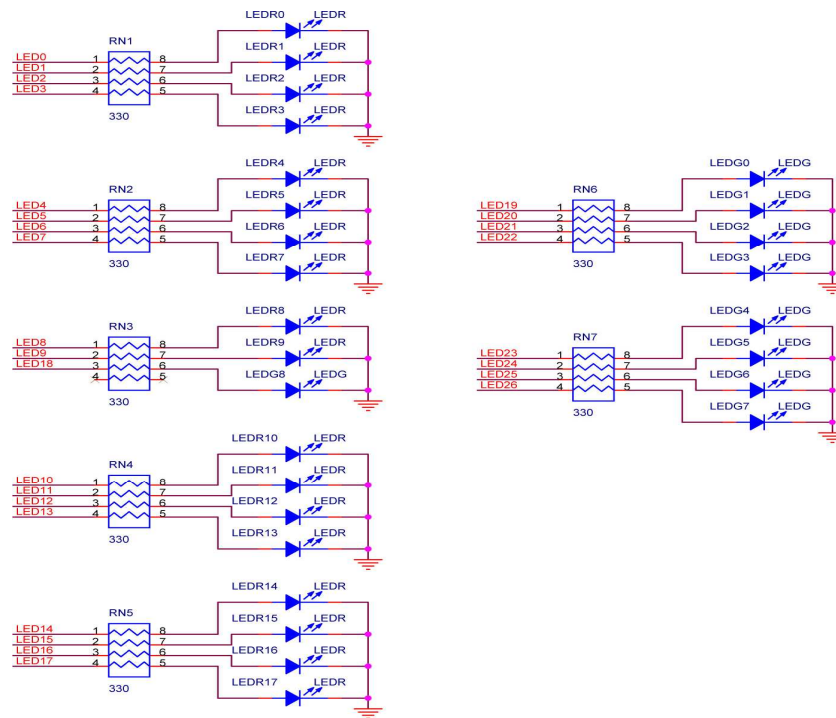 LEDR0 LEDR
RN1
LED0 1 8 LEDR1 LEDR
LED1 2 7
LED2 3 6 LEDR2 LEDR
LED3 4 5
330 LEDR3 LEDR
LEDR4 LEDR
RN2
LED4 1 8 LEDR5 LEDR
LED5 2 7
LED6 3 6 LEDR6 LEDR
LED7 4 5
330 LEDR7 LEDR
LEDR8 LEDR
RN3
LED8 1 8 LEDR9 LEDR
LED9 2 7
LED18 3 6 LEDG8 LEDG
4 5
330
LEDR10 LEDR
RN4
LED10 1 8 LEDR11 LEDR
LED11 2 7
LED12 3 6 LEDR12 LEDR
LED13 4 5
330 LEDR13 LEDR
LEDR14 LEDR
RN5
LED14 1 8 LEDR15 LEDR
LED15 2 7
LED16 3 6 LEDR16 LEDR
LED17 4 5
330 LEDR17 LEDR
LEDG0 LEDG
RN6
LED19 1 8 LEDG1 LEDG
LED20 2 7
LED21 3 6 LEDG2 LEDG
LED22 4 5
330 LEDG3 LEDG
LEDG4 LEDG
RN7
LED23 1 8 LEDG5 LEDG
LED24 2 7
LED25 3 6 LEDG6 LEDG
LED26 4 5
330 LEDG7 LEDG